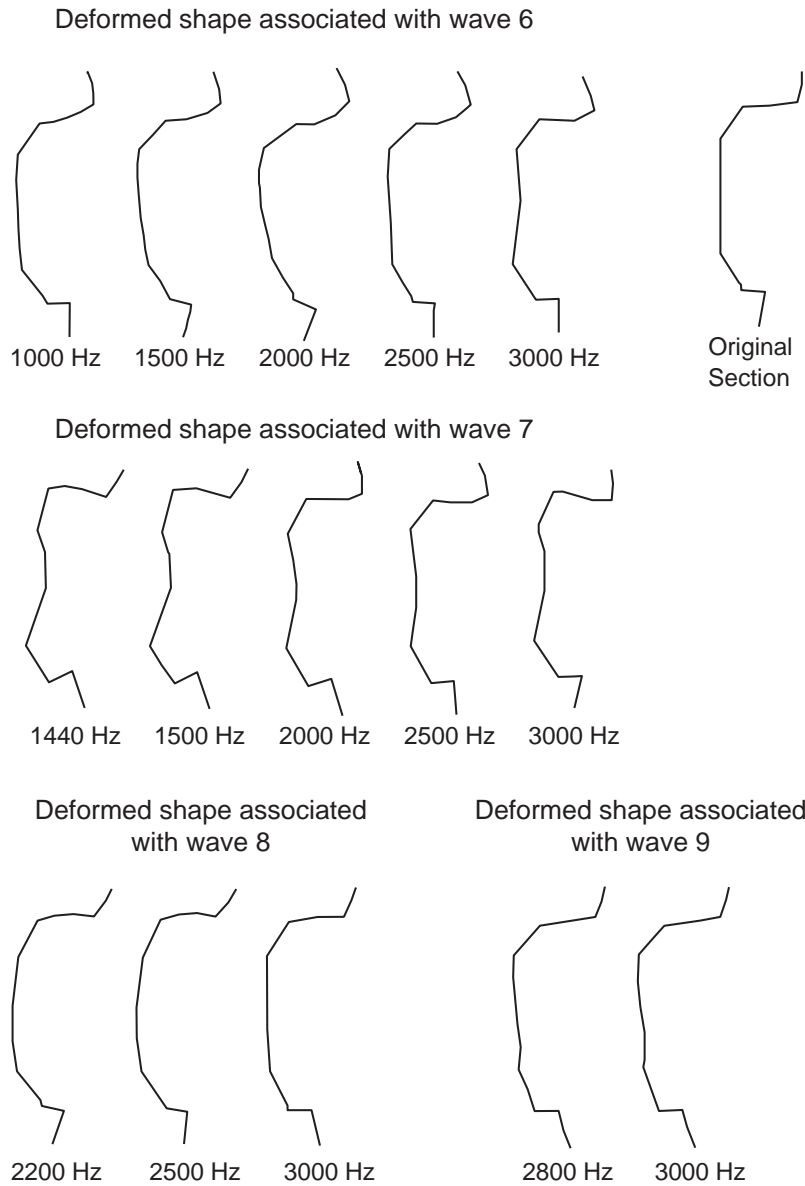 Deformed shape associated with wave 6
1000 Hz
1500 Hz
2000 Hz
2500 Hz
3000 Hz
Original
Section
Deformed shape associated with wave 7
1440 Hz
1500 Hz
2000 Hz
2500 Hz
3000 Hz
Deformed shape associated
with wave 8
2200 Hz
2500 Hz
3000 Hz
Deformed shape associated
with wave 9
2800 Hz
3000 Hz